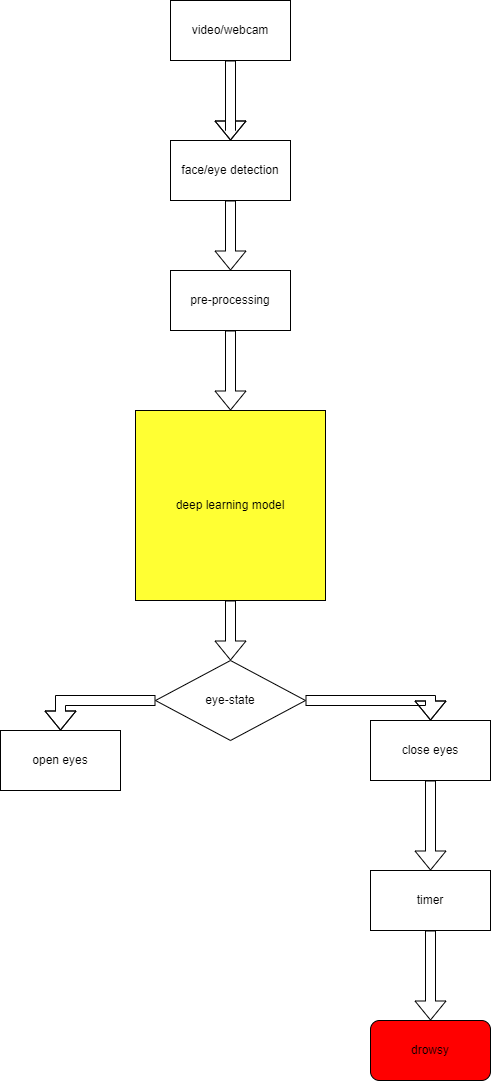 video/webcam
face/eye detection
pre-processing
deep learning model
eye-state
open eyes
close eyes
timer
drowsy